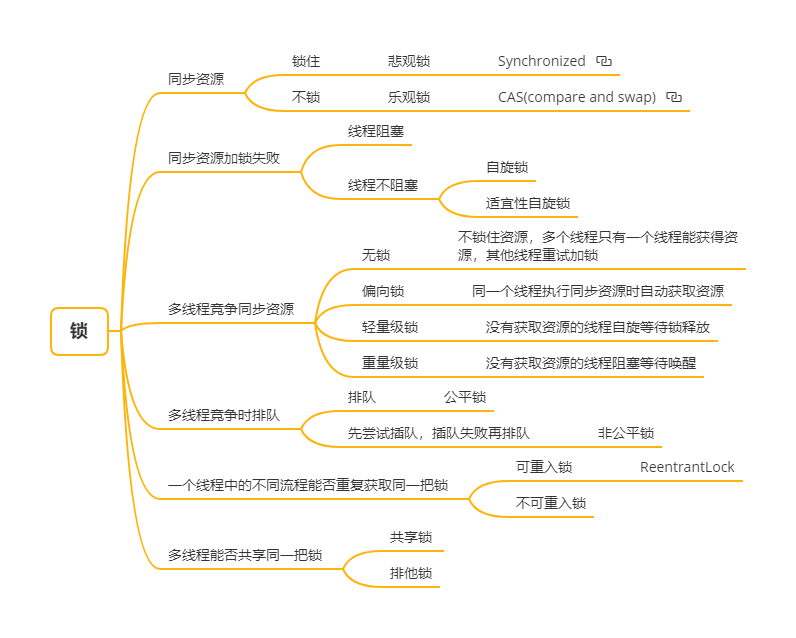 锁
同步资源
锁住
悲观锁
Synchronized
不锁
乐观锁
CAS(compare and swap)
同步资源加锁失败
线程阻塞
线程不阻塞
自旋锁
适宜性自旋锁
多线程竞争同步资源
无锁
不锁住资源，多个线程只有一个线程能获得资
源，其他线程重试加锁
偏向锁
同一个线程执行同步资源时自动获取资源
轻量级锁
没有获取资源的线程自旋等待锁释放
重量级锁
没有获取资源的线程阻塞等待唤醒
多线程竞争时排队
排队
公平锁
先尝试插队，插队失败再排队
非公平锁
一个线程中的不同流程能否重复获取同一把锁
可重入锁
ReentrantLock
不可重入锁
多线程能否共享同一把锁
共享锁
排他锁